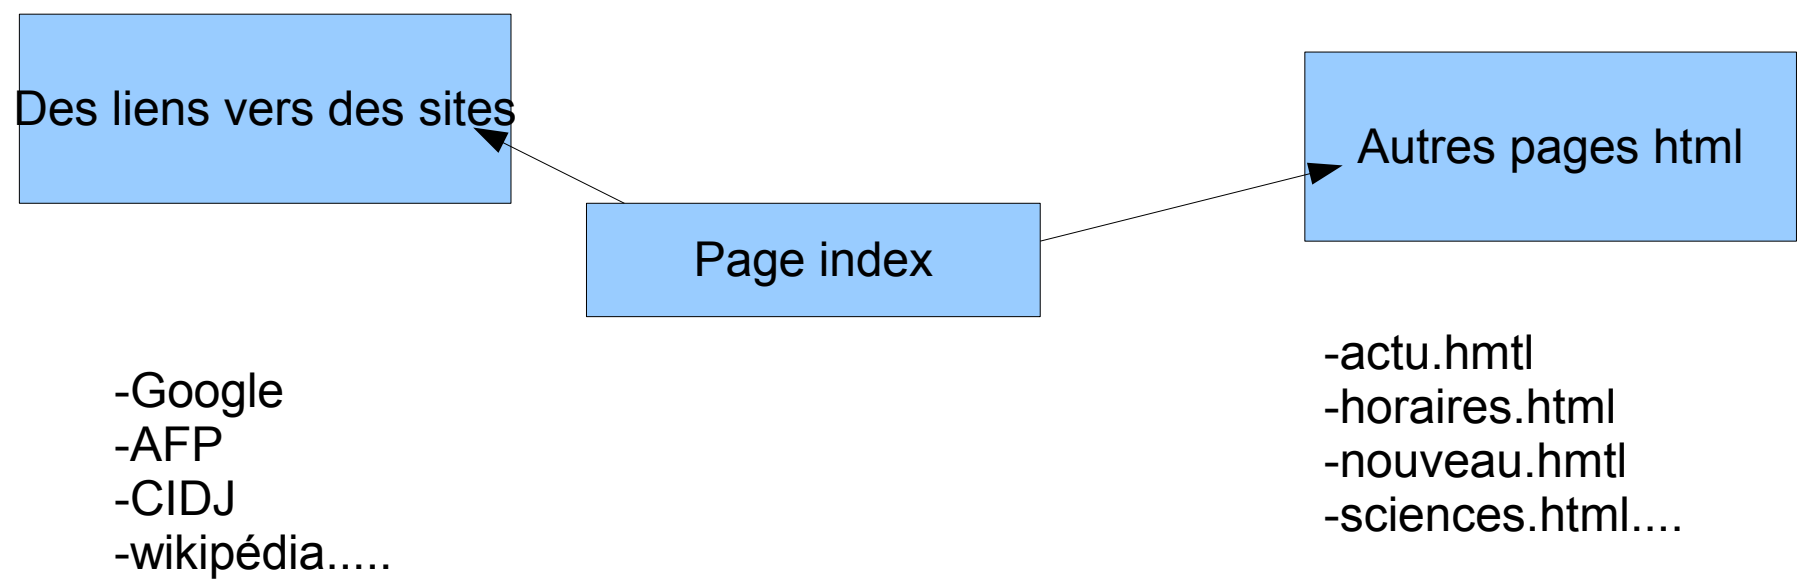 Des liens vers des sites
Autres pages html
Page index
-Google
-AFP
-CIDJ
-wikipédia.....
-actu.hmtl
-horaires.html
-nouveau.hmtl
-sciences.html....